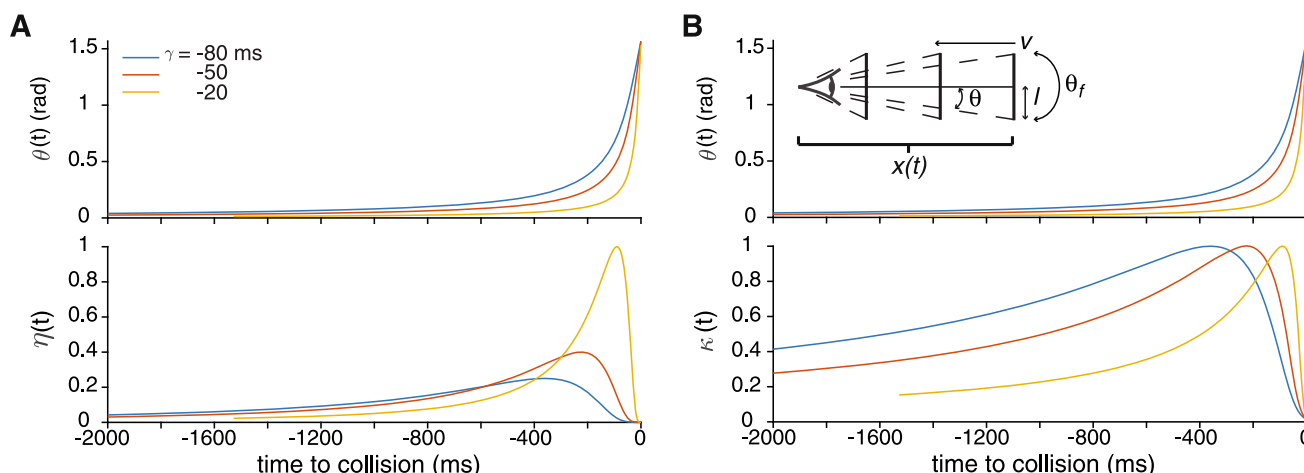 A
θ(t) (rad)
1.5
1
0.5
0
γ = -80 ms
-50
-20
η(t)
1
0.8
0.6
0.4
0.2
0
-2000 -1600 -1200 -800 -400 0
time to collision (ms)
B
θ(t) (rad)
1.5
1
0.5
0
v
θ
l
θf
x(t)
κ(t)
1
0.8
0.6
0.4
0.2
0
-2000 -1600 -1200 -800 -400 0
time to collision (ms)